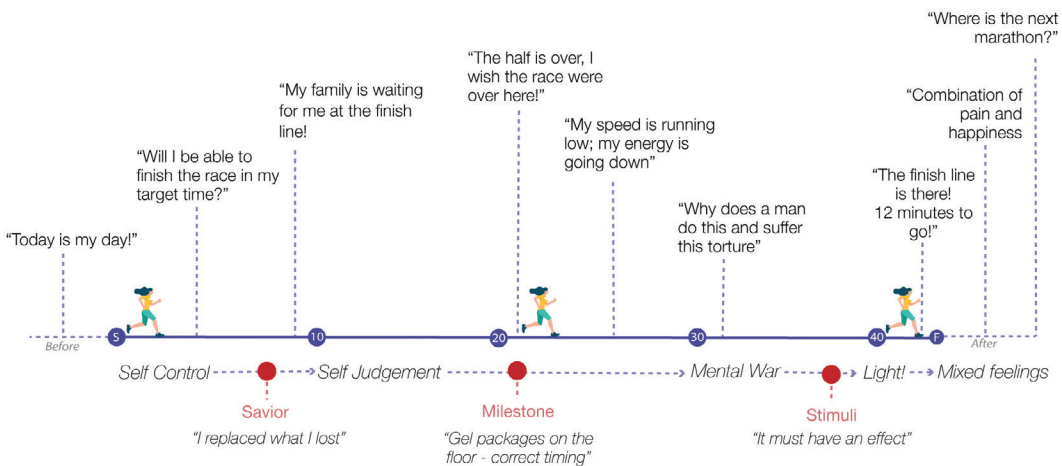 “Where is the next
marathon?”
“The half is over, I
wish the race were
over here!”
“My family is waiting
for me at the finish
line!
“Combination of
pain and
happiness
“My speed is running
low; my energy is
going down”
“Will I be able to
finish the race in my
target time?”
“The finish line
is there!
12 minutes to
go!”
“Why does a man
do this and suffer
this torture”
“Today is my day!”
Before
S
10
20
30
40
F
After
Self Control
Self Judgement
Mental War
Light!
Mixed feelings
Savior
“I replaced what I lost”
Milestone
“Gel packages on the
floor - correct timing”
Stimuli
“It must have an effect”